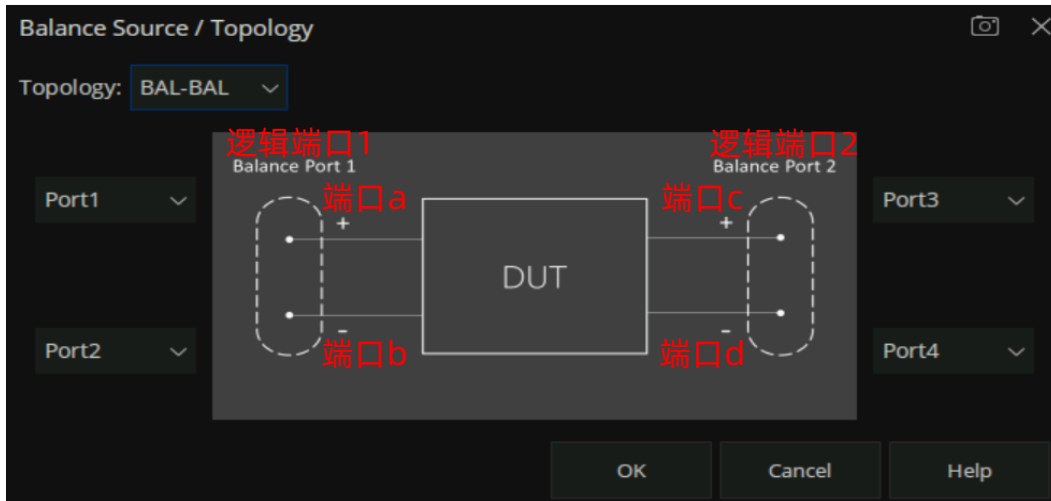 Balance Source / Topology
Topology: BAL-BAL
逻辑端口1
逻辑端口2
Balance Port 1
Balance Port 2
Port1
端口a
端口c
Port3
+
+
DUT
Port2
-
-
Port4
端口b
端口d
OK
Cancel
Help